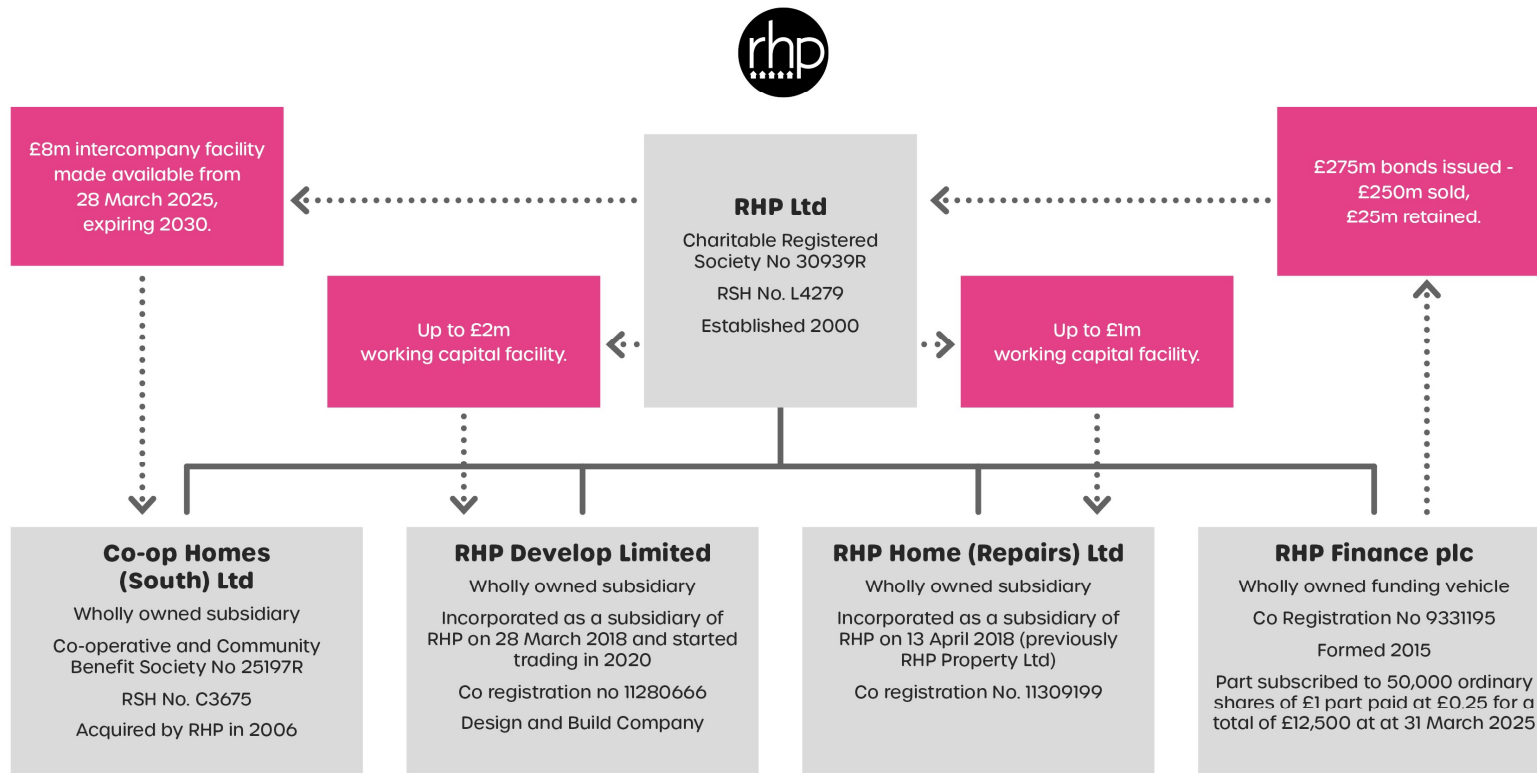 rhp
£8m intercompany facility
made available from
28 March 2025,
expiring 2030.
RHP Ltd
Charitable Registered
Society No 30939R
RSH No. L4279
Established 2000
£275m bonds issued -
£250m sold,
£25m retained.
Up to £2m
working capital facility.
Up to £1m
working capital facility.
Co-op Homes
(South) Ltd
Wholly owned subsidiary
Co-operative and Community
Benefit Society No 25197R
RSH No. C3675
Acquired by RHP in 2006
RHP Develop Limited
Wholly owned subsidiary
Incorporated as a subsidiary of
RHP on 28 March 2018 and started
trading in 2020
Co registration no 11280666
Design and Build Company
RHP Home (Repairs) Ltd
Wholly owned subsidiary
Incorporated as a subsidiary of
RHP on 13 April 2018 (previously
RHP Property Ltd)
Co registration No. 11309199
RHP Finance plc
Wholly owned funding vehicle
Co Registration No 9331195
Formed 2015
Part subscribed to 50,000 ordinary
shares of £1 part paid at £0.25 for a
total of £12,500 at at 31 March 2025